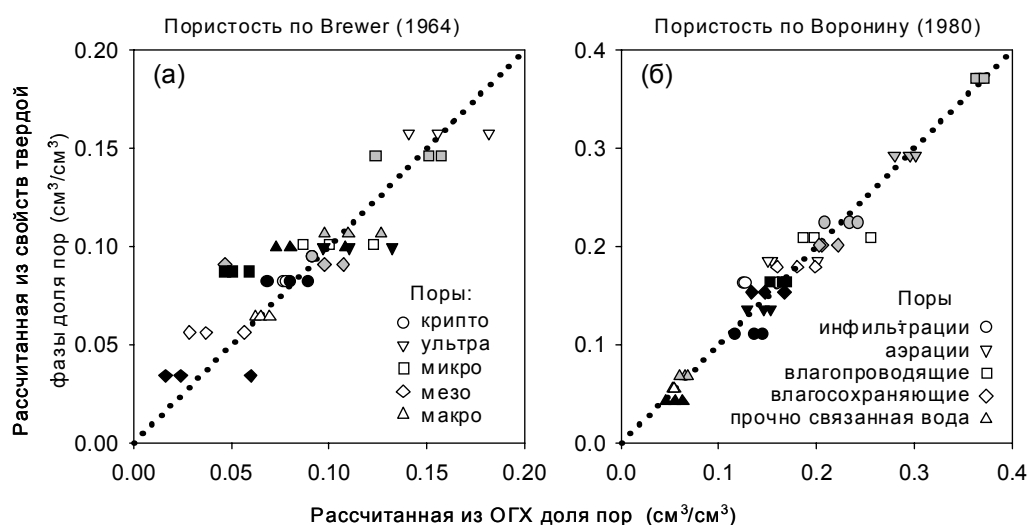 Пористость по Brewer (1964)
Пористость по Воронину (1980)
Рассчитанная из свойств твердой
фазы доля пор (см³/см³)
0.20
0.15
0.10
0.05
0.00
(а)
Поры:
крипто
ультра
микро
мезо
макро
0.00 0.05 0.10 0.15 0.20
0.4
0.3
0.2
0.1
0.0
(б)
Поры
инфильтрации
аэрации
влагопроводящие
влагосохраняющие
прочно связанная вода
0.0 0.1 0.2 0.3 0.4
Рассчитанная из ОГХ доля пор (см³/см³)